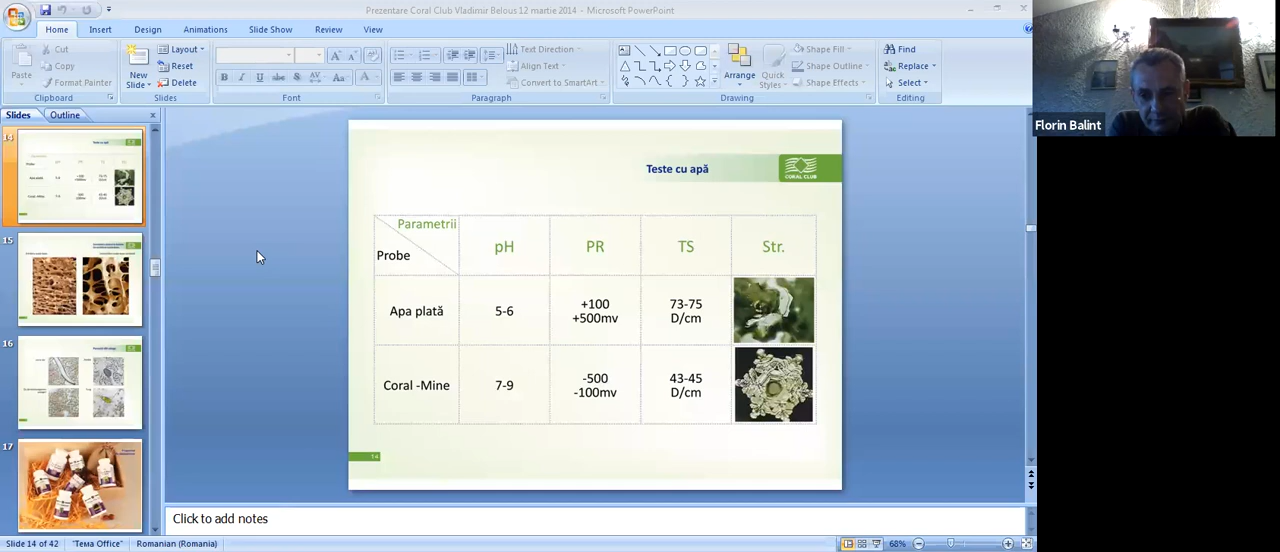 Prezentare Coral Club Vladimir Belous 12 martie 2014 - Microsoft PowerPoint
Home Insert Design Animations Slide Show Review View
Paste
Cut
Copy
Format Painter
Clipboard
New Slide
Layout
Reset
Delete
Slides
Font
Text Direction
Align Text
Convert to SmartArt
Paragraph
Arrange
Quick Styles
Shape Fill
Shape Outline
Shape Effects
Drawing
Find
Replace
Select
Editing
Florin Balint
Slides Outline
14
15
16
17
Teste cu apă
CORAL CLUB
Parametrii
Probe
pH PR TS Str.
Apa plată 5-6 +100 73-75
+500mv D/cm
Coral -Mine 7-9 -500 43-45
-100mv D/cm
14
Click to add notes
Slide 14 of 42 "Тема Office" Romanian (Romania) 68%